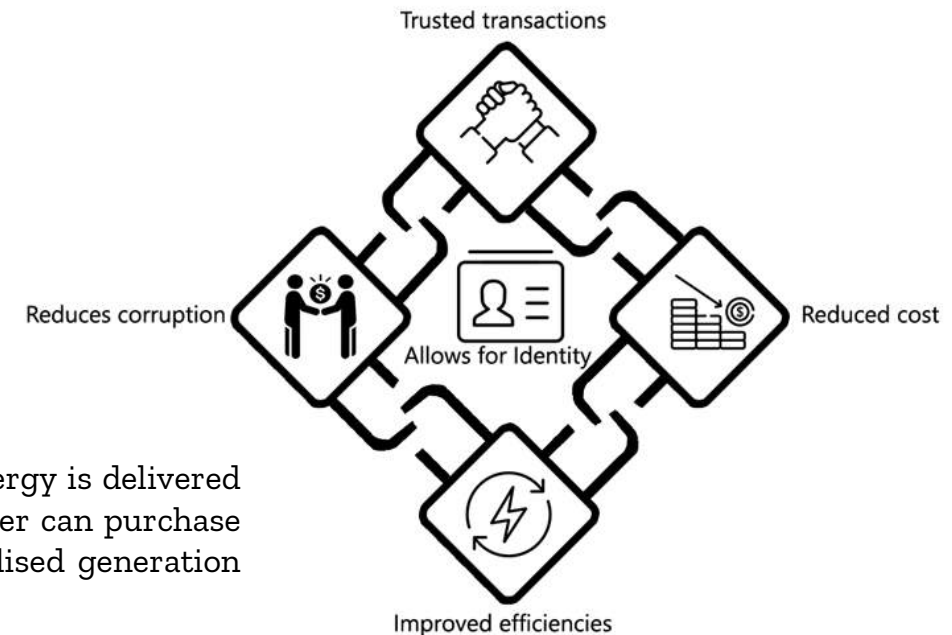 Trusted transactions
Reduces corruption
Reduced cost
Allows for Identity
ergy is delivered
er can purchase
lised generation
Improved efficiencies